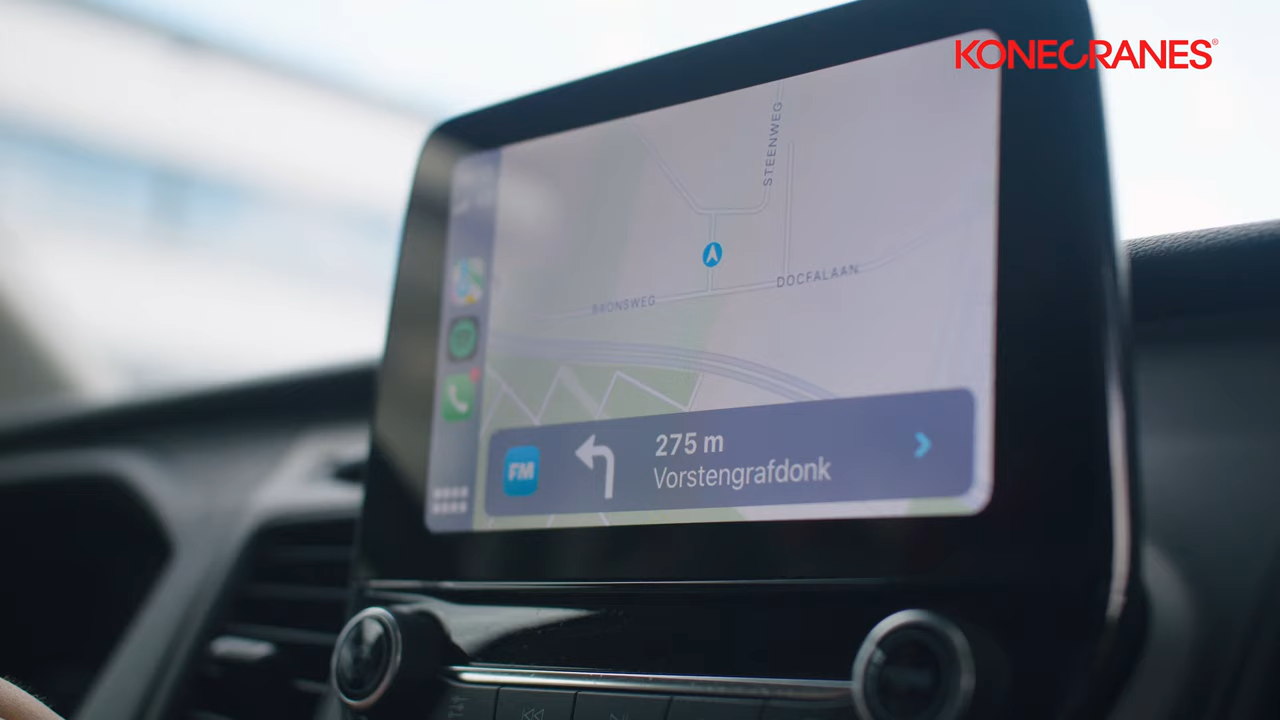 KONECRANES®
STEENWEG
DOCFALAAN
BRONSWEG
FM
275 m
Vorstengrafdonk